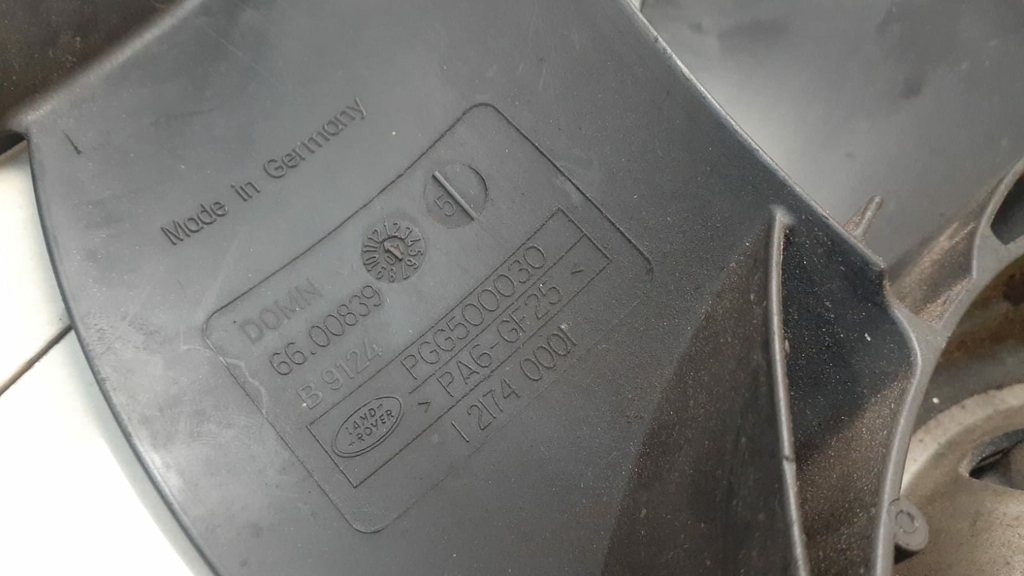 Made in Germany
DOMN
66.00839
B 9124
5
LAND
ROVER
PGG500030
>PA6-GF25<
1 2174 0001